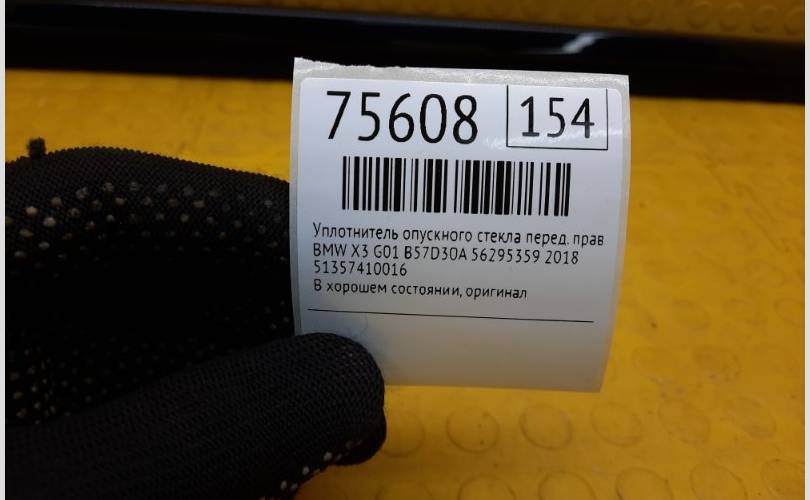 75608 154
Уплотнитель опускного стекла перед. прав
BMW X3 G01 B57D30A 56295359 2018
51357410016
В хорошем состоянии, оригинал